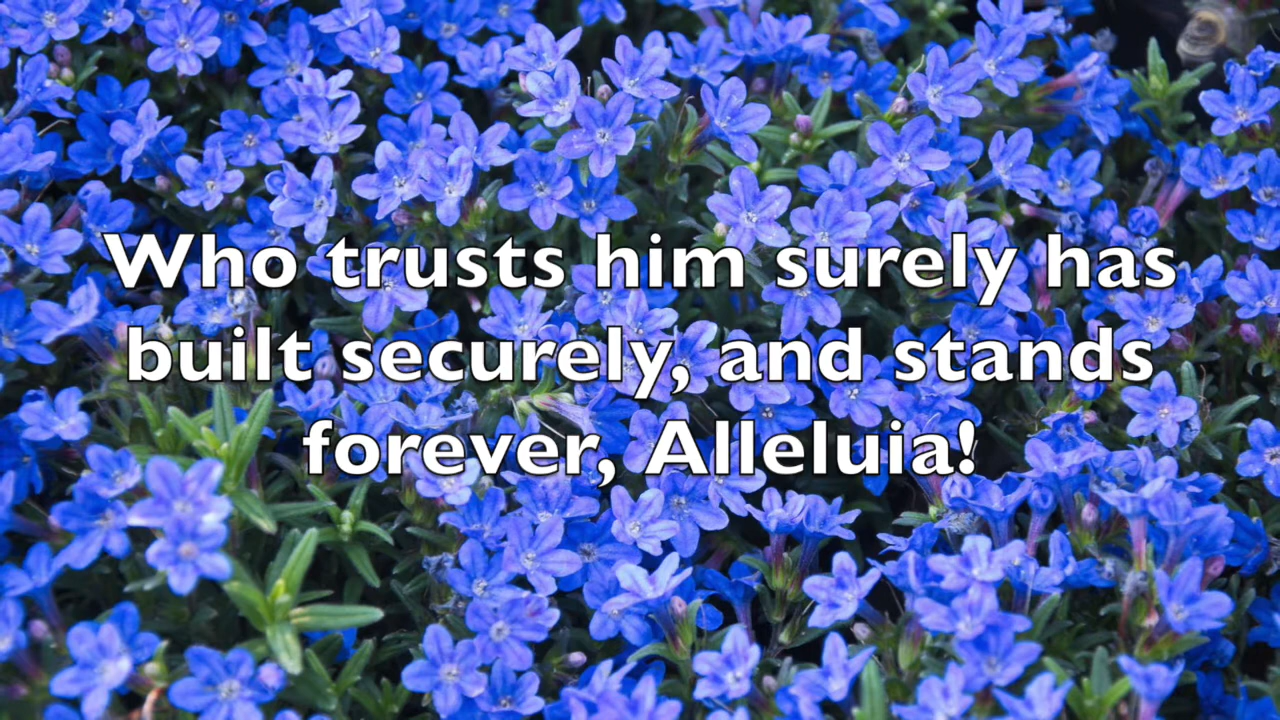 Who trusts him surely has
built securely, and stands
forever, Alleluia!